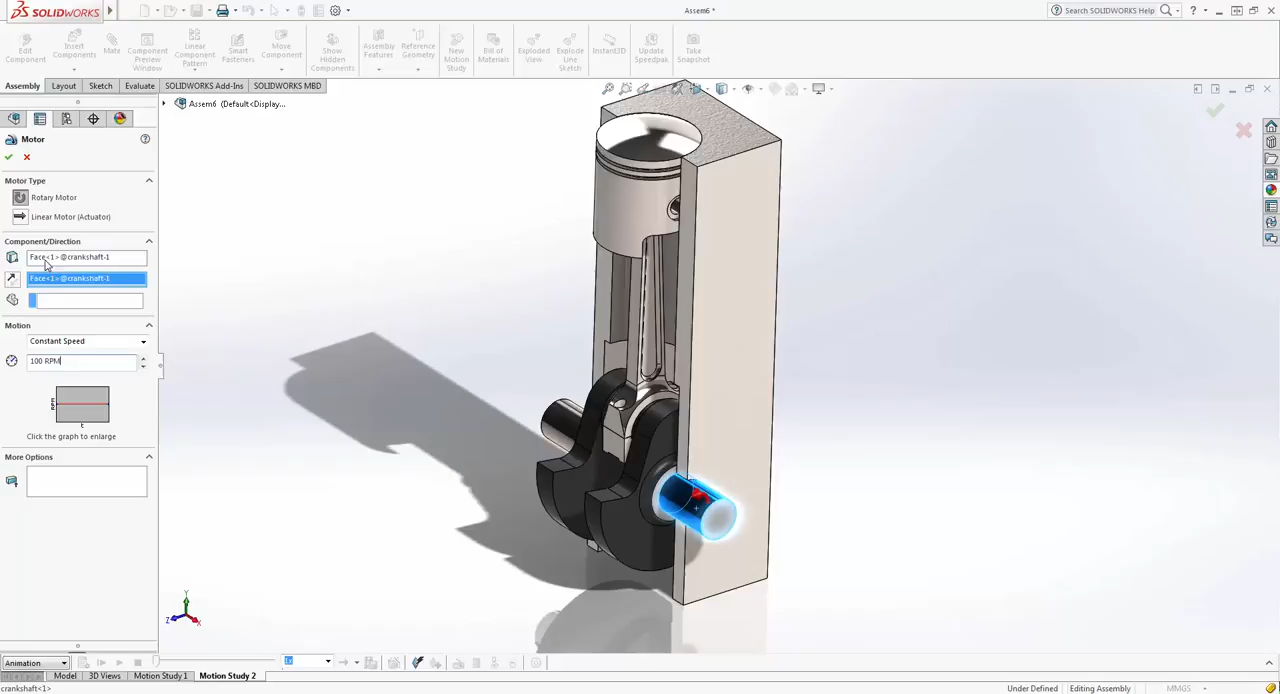 SOLIDWORKS
Assem6 *
Search SOLIDWORKS Help
Edit Component
Insert Components
Mate
Component Preview Window
Linear Component Pattern
Smart Fasteners
Move Component
Show Hidden Components
Assembly Features
Reference Geometry
New Motion Study
Bill of Materials
Exploded View
Explode Line Sketch
Instant3D
Update Speedpak
Take Snapshot
Assembly
Layout
Sketch
Evaluate
SOLIDWORKS Add-Ins
SOLIDWORKS MBD
Assem6 (Default<Display...
Motor
Motor Type
Rotary Motor
Linear Motor (Actuator)
Component/Direction
Face<1>@crankshaft-1
Face<1>@crankshaft-1
Motion
Constant Speed
100 RPM
RPM
t
Click the graph to enlarge
More Options
Y
Z
X
Animation
1x
Model
3D Views
Motion Study 1
Motion Study 2
crankshaft<1>
Under Defined
Editing Assembly
MMGS